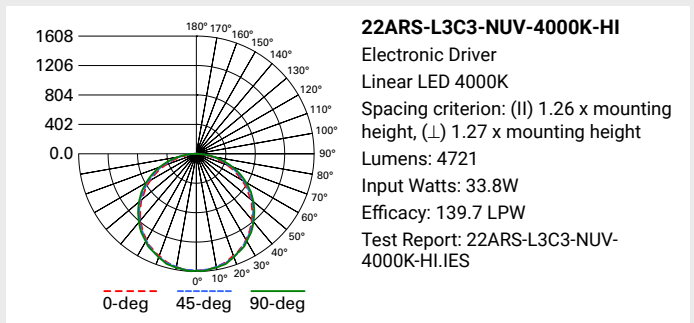 1608
1206
804
402
0.0
180°
170°
160°
150°
140°
130°
120°
110°
100°
90°
80°
70°
60°
50°
40°
30°
20°
10°
0°
0-deg
45-deg
90-deg
22ARS-L3C3-NUV-4000K-HI
Electronic Driver
Linear LED 4000K
Spacing criterion: (II) 1.26 x mounting
height, (⊥) 1.27 x mounting height
Lumens: 4721
Input Watts: 33.8W
Efficacy: 139.7 LPW
Test Report: 22ARS-L3C3-NUV-
4000K-HI.IES